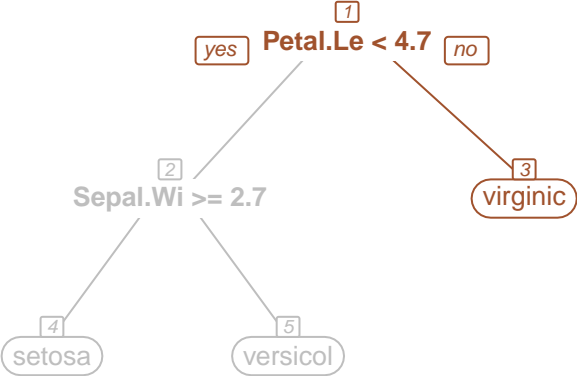 1
yes
Petal.Le < 4.7
no
2
Sepal.Wi >= 2.7
3
virginic
4
setosa
5
versicol